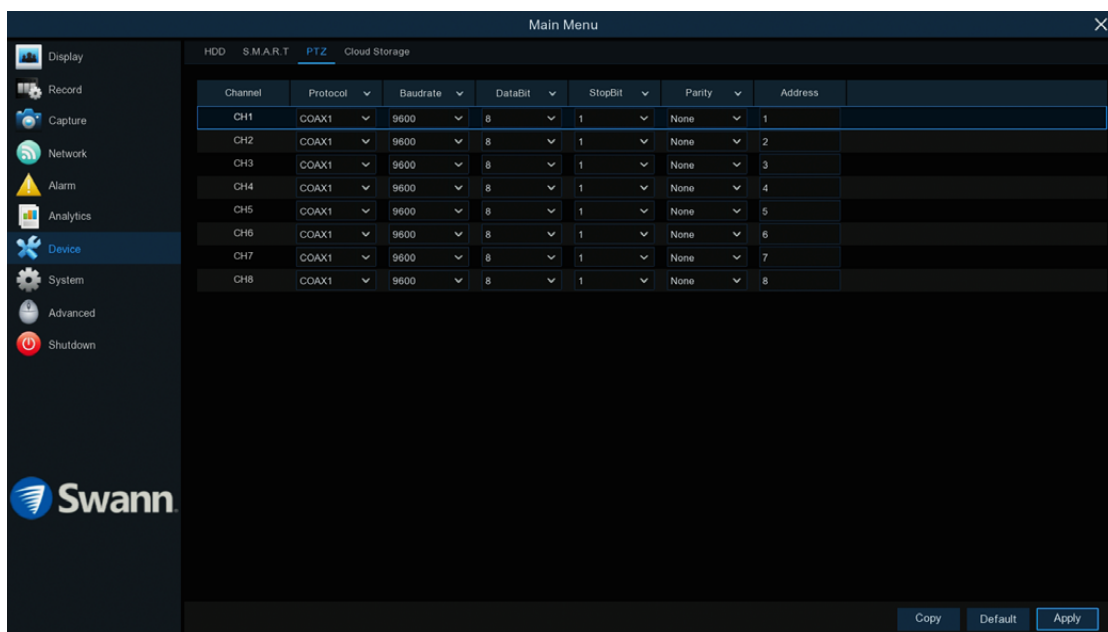 Main Menu
X
Display
Record
Capture
Network
Alarm
Analytics
Device
System
Advanced
Shutdown
Swann
HDD S.M.A.R.T PTZ Cloud Storage
Channel Protocol Baudrate DataBit StopBit Parity Address
CH1 COAX1 9600 8 1 None 1
CH2 COAX1 9600 8 1 None 2
CH3 COAX1 9600 8 1 None 3
CH4 COAX1 9600 8 1 None 4
CH5 COAX1 9600 8 1 None 5
CH6 COAX1 9600 8 1 None 6
CH7 COAX1 9600 8 1 None 7
CH8 COAX1 9600 8 1 None 8
Copy Default Apply